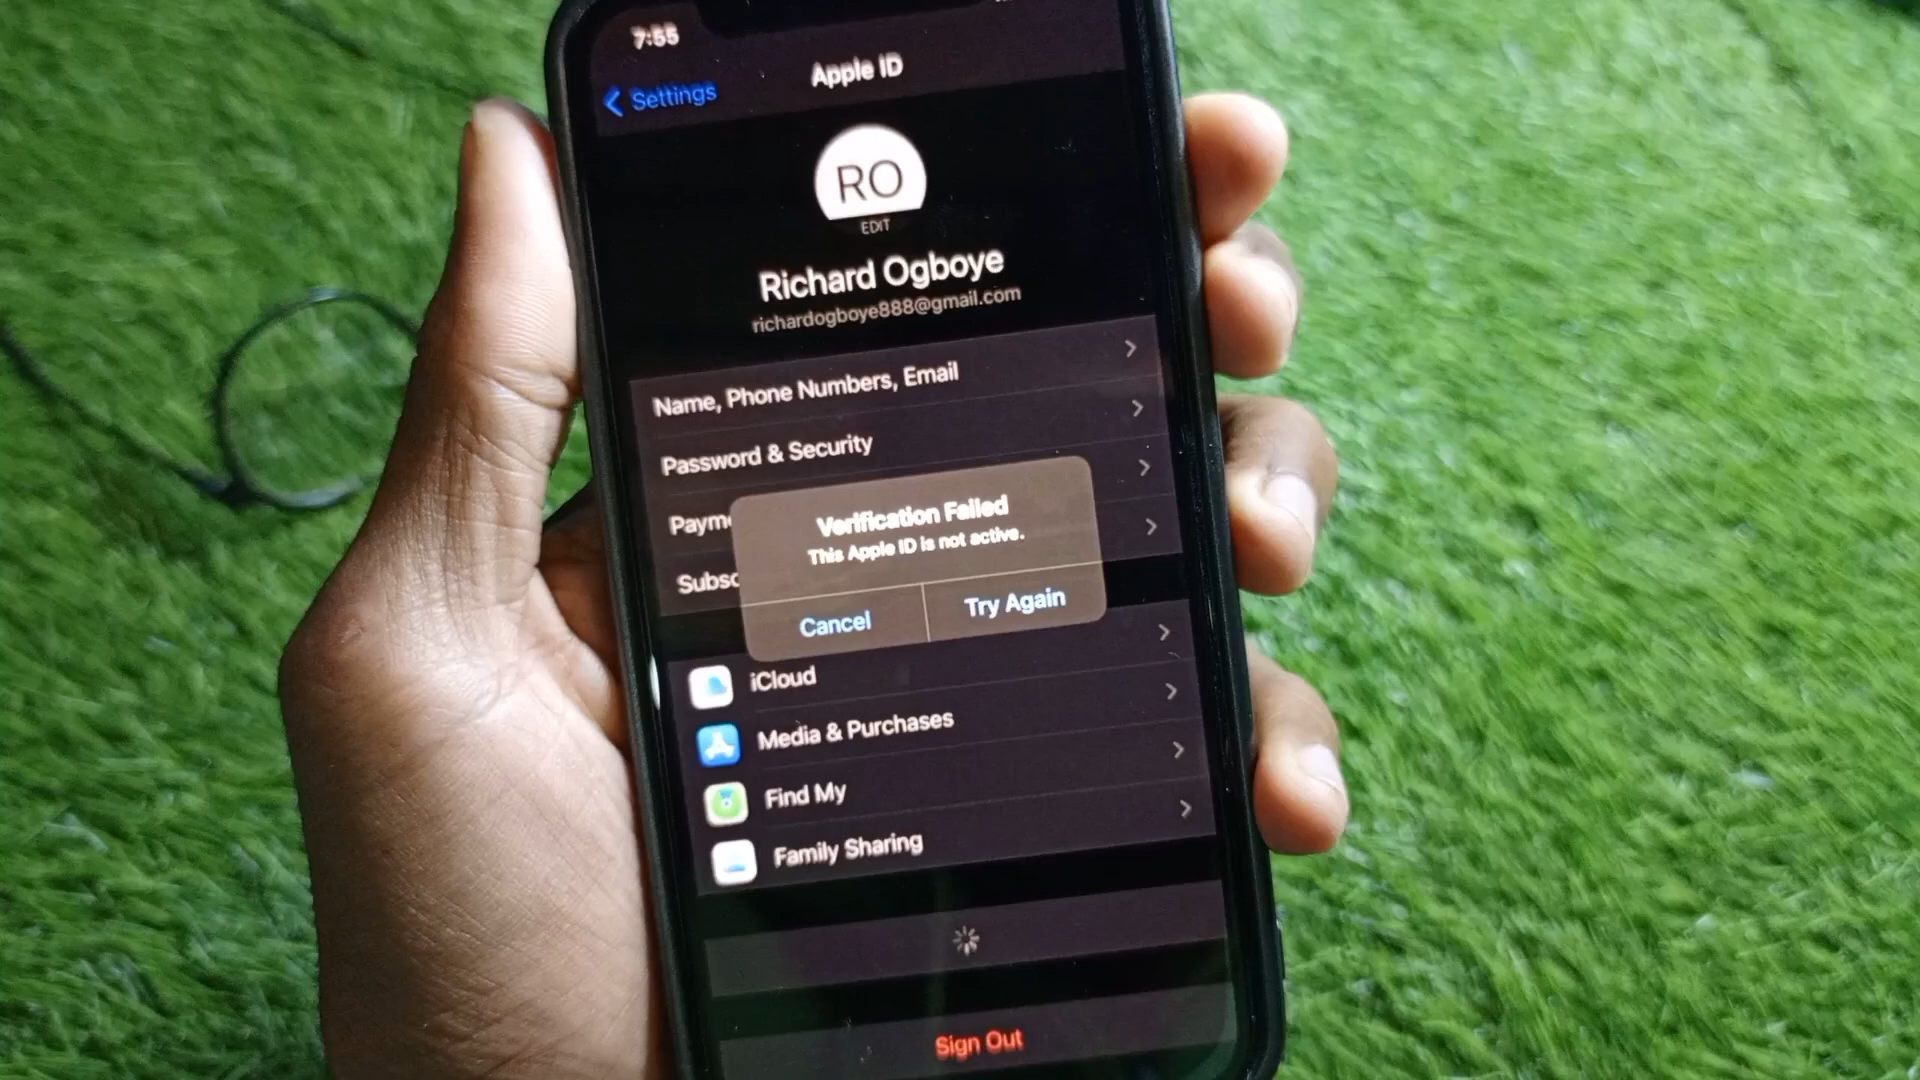 7:55
Apple ID
Settings
RO
EDIT
Richard Ogboye
richardogboye888@gmail.com
Name, Phone Numbers, Email
Password & Security
Paym
Subsc
Verification Failed
This Apple ID is not active.
Cancel
Try Again
iCloud
Media & Purchases
Find My
Family Sharing
Sign Out